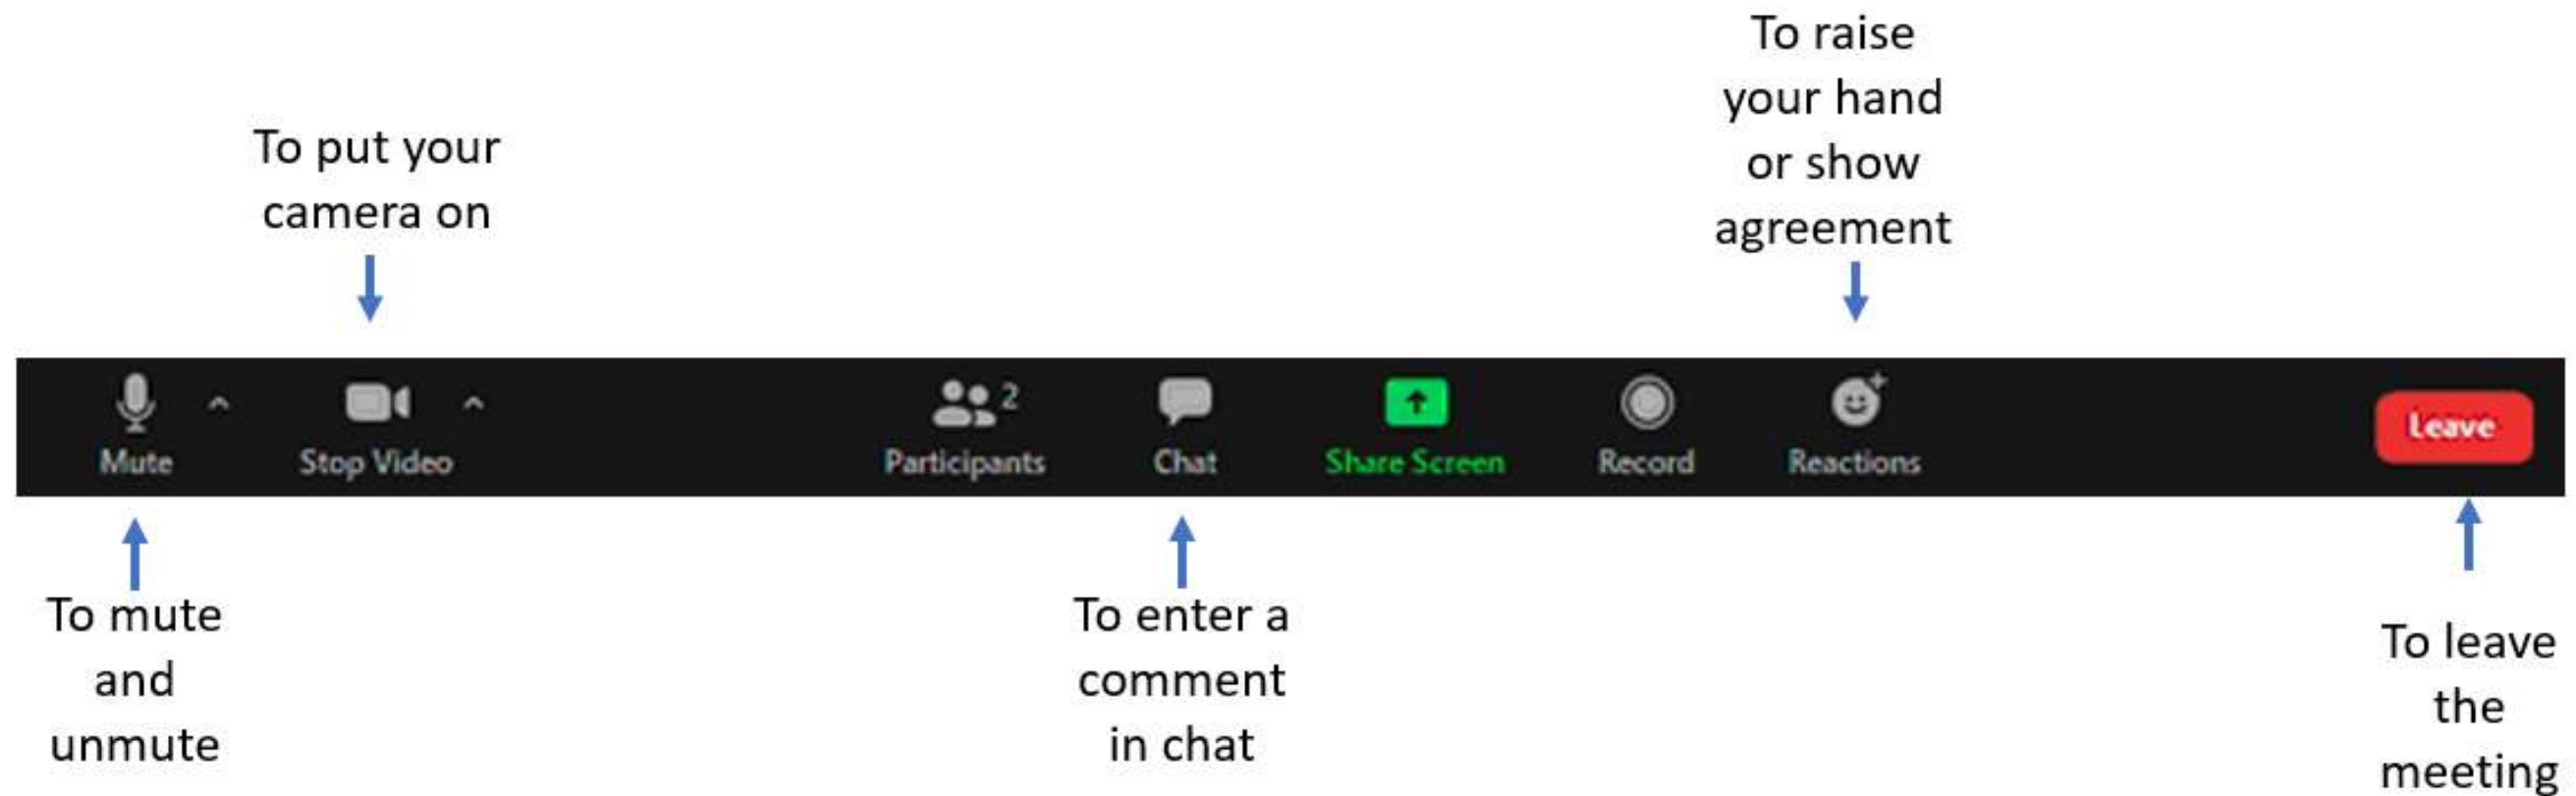 To raise
your hand
or show
agreement
To put your
camera on
Mute
Stop Video
2
Participants
Chat
Share Screen
Record
Reactions
Leave
To mute
and
unmute
To enter a
comment
in chat
To leave
the
meeting